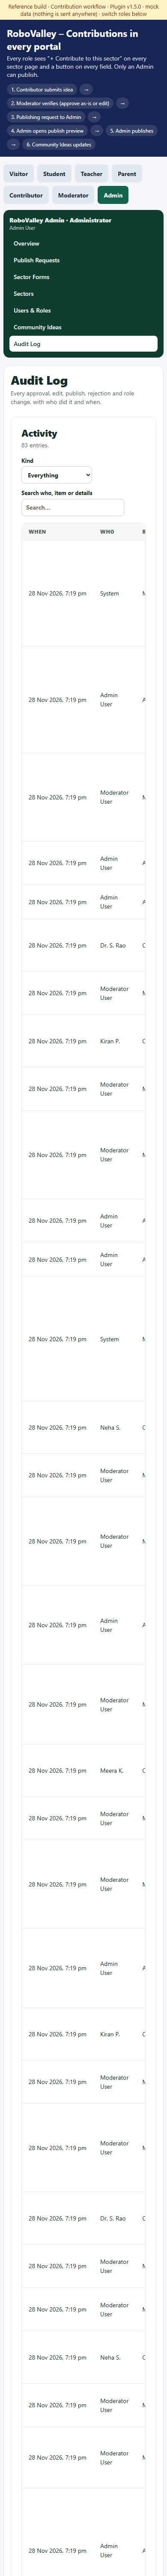 Reference build - Contribution workflow - Plugin v1.5.0 - mock
data (nothing is sent anywhere) - switch roles below
RoboValley — Contributions in
every portal
Every role sees "+ Contribute to this section" on every
sector page and a button on every field. Only an Admin
can publish.
1. Contributor submits idea →
2. Moderator verifies (approve as-is or edit) →
3. Publishing request to Admin →
4. Admin opens publish preview → 5. Admin publishes
→ 6. Community Ideas updates
Visitor Student Teacher Parent
Contributor Moderator Admin
RoboValley Admin - Administrator
Admin User
Overview
Publish Requests
Sector Forms
Sectors
Users & Roles
Community Ideas
Audit Log
Audit Log
Every approval, edit, publish, rejection and role
change, with who did it and when.
Activity
83 entries.
Kind
Everything
Search who, item or details
Search...
WHEN WHO
28 Nov 2026, 7:19 pm System
28 Nov 2026, 7:19 pm Admin User
28 Nov 2026, 7:19 pm Moderator User
28 Nov 2026, 7:19 pm Admin User
28 Nov 2026, 7:19 pm Admin User
28 Nov 2026, 7:19 pm Dr. S. Rao
28 Nov 2026, 7:19 pm Moderator User
28 Nov 2026, 7:19 pm Kiran P.
28 Nov 2026, 7:19 pm Moderator User
28 Nov 2026, 7:19 pm Moderator User
28 Nov 2026, 7:19 pm Admin User
28 Nov 2026, 7:19 pm Admin User
28 Nov 2026, 7:19 pm System
28 Nov 2026, 7:19 pm Neha S.
28 Nov 2026, 7:19 pm Moderator User
28 Nov 2026, 7:19 pm Moderator User
28 Nov 2026, 7:19 pm Admin User
28 Nov 2026, 7:19 pm Moderator User
28 Nov 2026, 7:19 pm Meera K.
28 Nov 2026, 7:19 pm Moderator User
28 Nov 2026, 7:19 pm Moderator User
28 Nov 2026, 7:19 pm Admin User
28 Nov 2026, 7:19 pm Kiran P.
28 Nov 2026, 7:19 pm Moderator User
28 Nov 2026, 7:19 pm Moderator User
28 Nov 2026, 7:19 pm Dr. S. Rao
28 Nov 2026, 7:19 pm Moderator User
28 Nov 2026, 7:19 pm Moderator User
28 Nov 2026, 7:19 pm Neha S.
28 Nov 2026, 7:19 pm Moderator User
28 Nov 2026, 7:19 pm Moderator User
28 Nov 2026, 7:19 pm Admin User